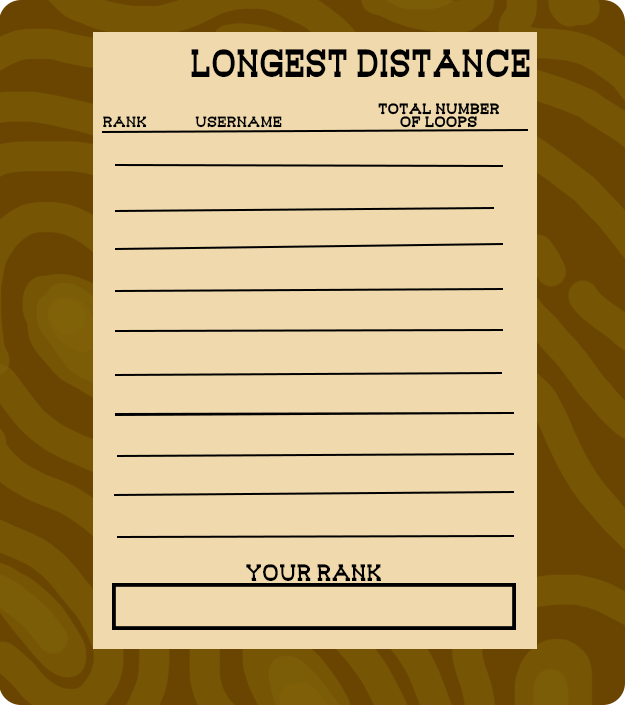 LONGEST DISTANCE
RANK USERNAME TOTAL NUMBER
OF LOOPS
YOUR RANK